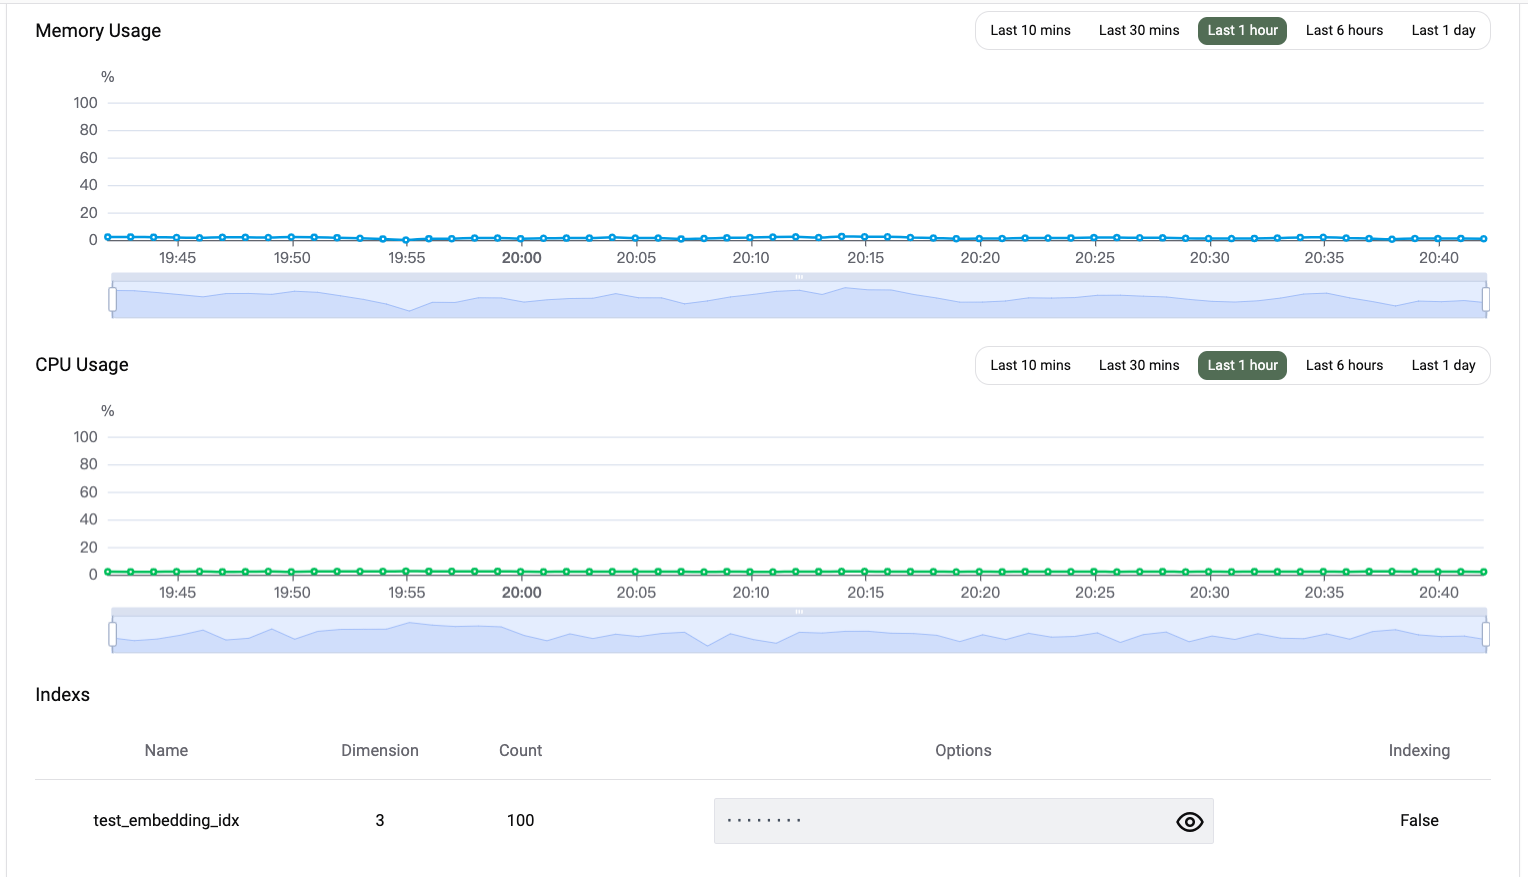 Memory Usage
Last 10 mins Last 30 mins Last 1 hour Last 6 hours Last 1 day
%
100
80
60
40
20
0
19:45 19:50 19:55 20:00 20:05 20:10 20:15 20:20 20:25 20:30 20:35 20:40
CPU Usage
Last 10 mins Last 30 mins Last 1 hour Last 6 hours Last 1 day
%
100
80
60
40
20
0
19:45 19:50 19:55 20:00 20:05 20:10 20:15 20:20 20:25 20:30 20:35 20:40
Indexs
Name Dimension Count Options Indexing
test_embedding_idx 3 100 ········ False